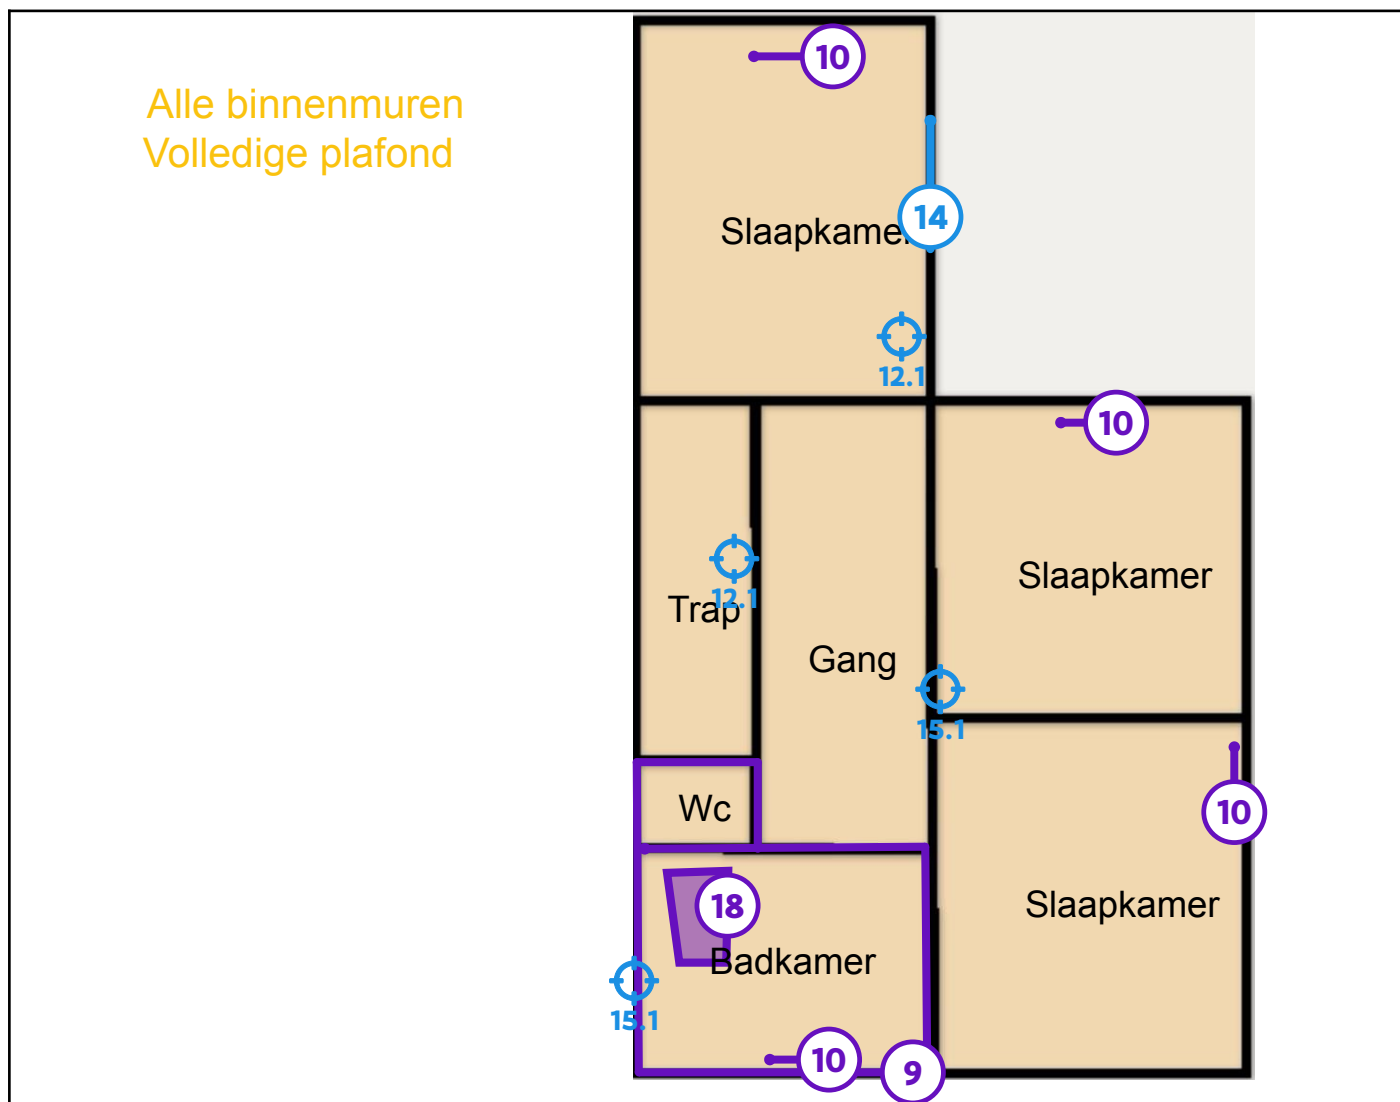 10
Alle binnenmuren
Volledige plafond
14
Slaapkamer
12.1
10
Slaapkamer
12.1
Trap
Gang
15.1
Wc
10
18
Slaapkamer
Badkamer
15.1
10
9